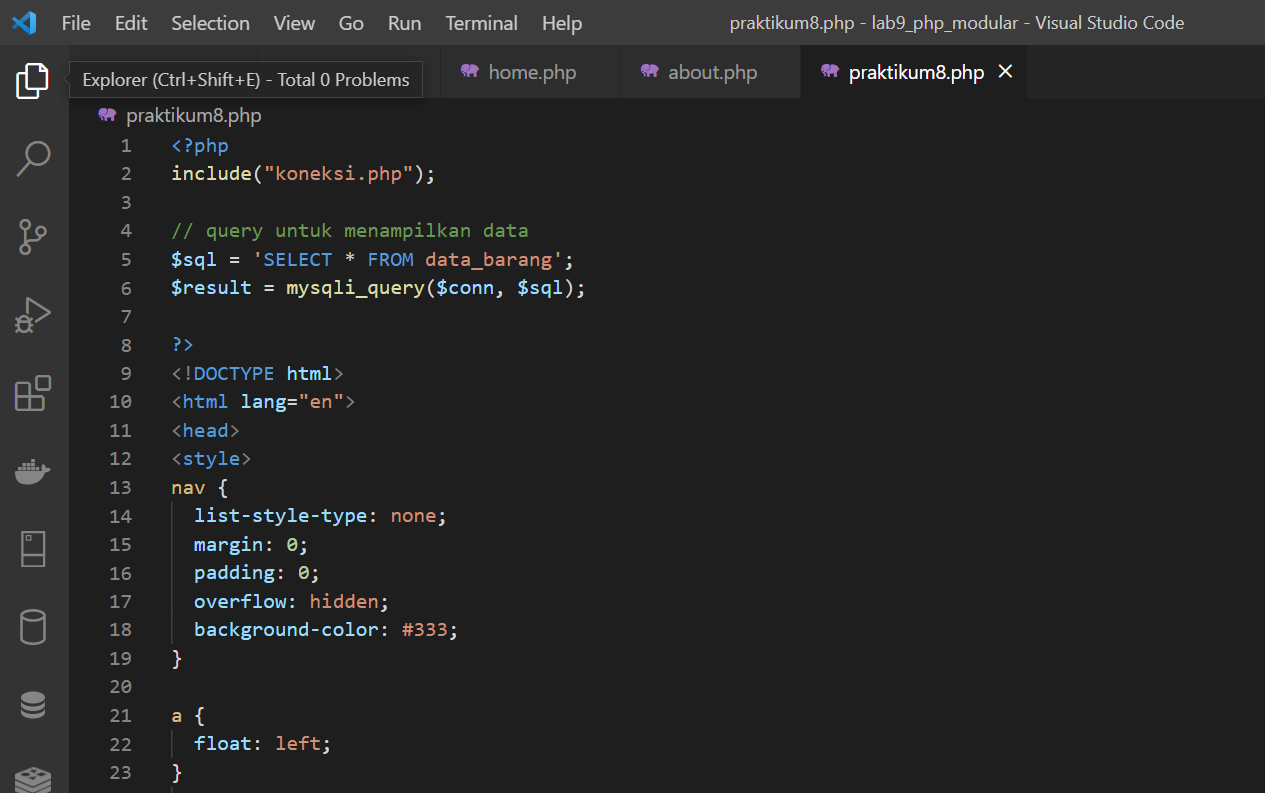 File Edit Selection View Go Run Terminal Help praktikum8.php - lab9_php_modular - Visual Studio Code
Explorer (Ctrl+Shift+E) - Total 0 Problems home.php about.php praktikum8.php
praktikum8.php
1 <?php
2 include("koneksi.php");
3
4 // query untuk menampilkan data
5 $sql = 'SELECT * FROM data_barang';
6 $result = mysqli_query($conn, $sql);
7
8 ?>
9 <!DOCTYPE html>
10 <html lang="en">
11 <head>
12 <style>
13 nav {
14 list-style-type: none;
15 margin: 0;
16 padding: 0;
17 overflow: hidden;
18 background-color: #333;
19 }
20
21 a {
22 float: left;
23 }